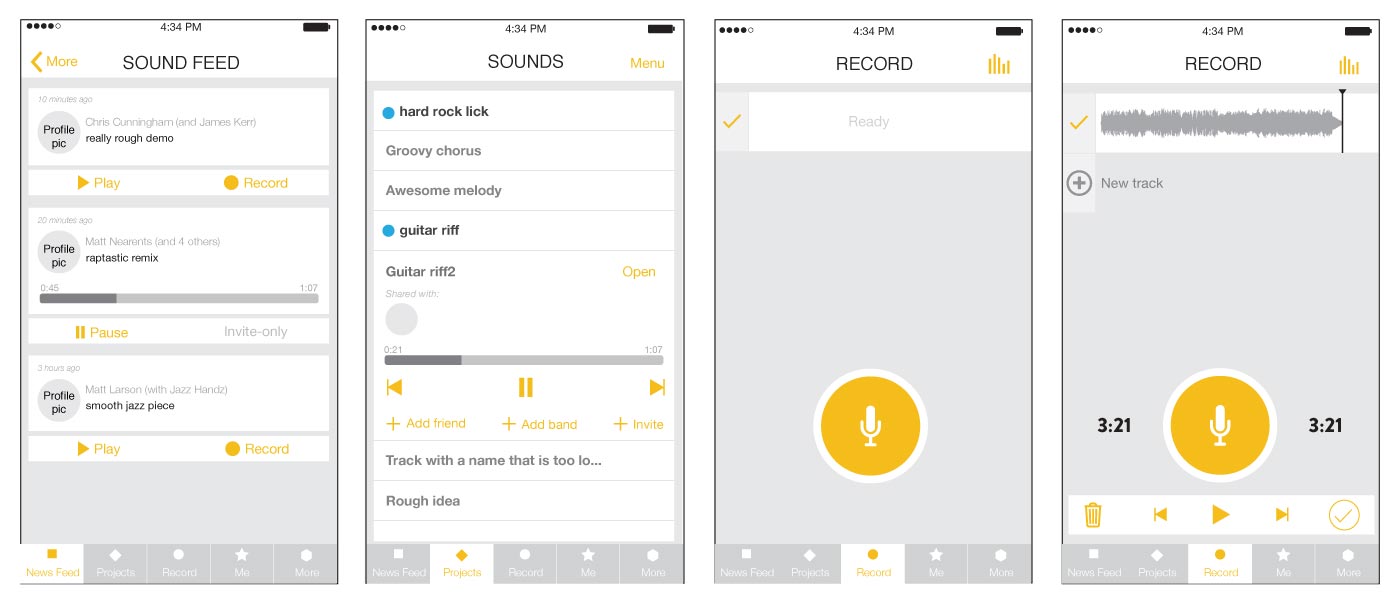 4:34 PM
More
SOUND FEED
10 minutes ago
Profile
pic
Chris Cunningham (and James Kerr)
really rough demo
Play
Record
20 minutes ago
Profile
pic
Matt Nearents (and 4 others)
raptastic remix
0:45
1:07
Pause
Invite-only
3 hours ago
Profile
pic
Matt Larson (with Jazz Handz)
smooth jazz piece
Play
Record
News Feed
Projects
Record
Me
More
4:34 PM
SOUNDS
Menu
hard rock lick
Groovy chorus
Awesome melody
guitar riff
Guitar riff2
Open
Shared with:
0:21
1:07
Add friend
Add band
Invite
Track with a name that is too lo...
Rough idea
News Feed
Projects
Record
Me
More
4:34 PM
RECORD
Ready
News Feed
Projects
Record
Me
More
4:34 PM
RECORD
New track
3:21
3:21
News Feed
Projects
Record
Me
More